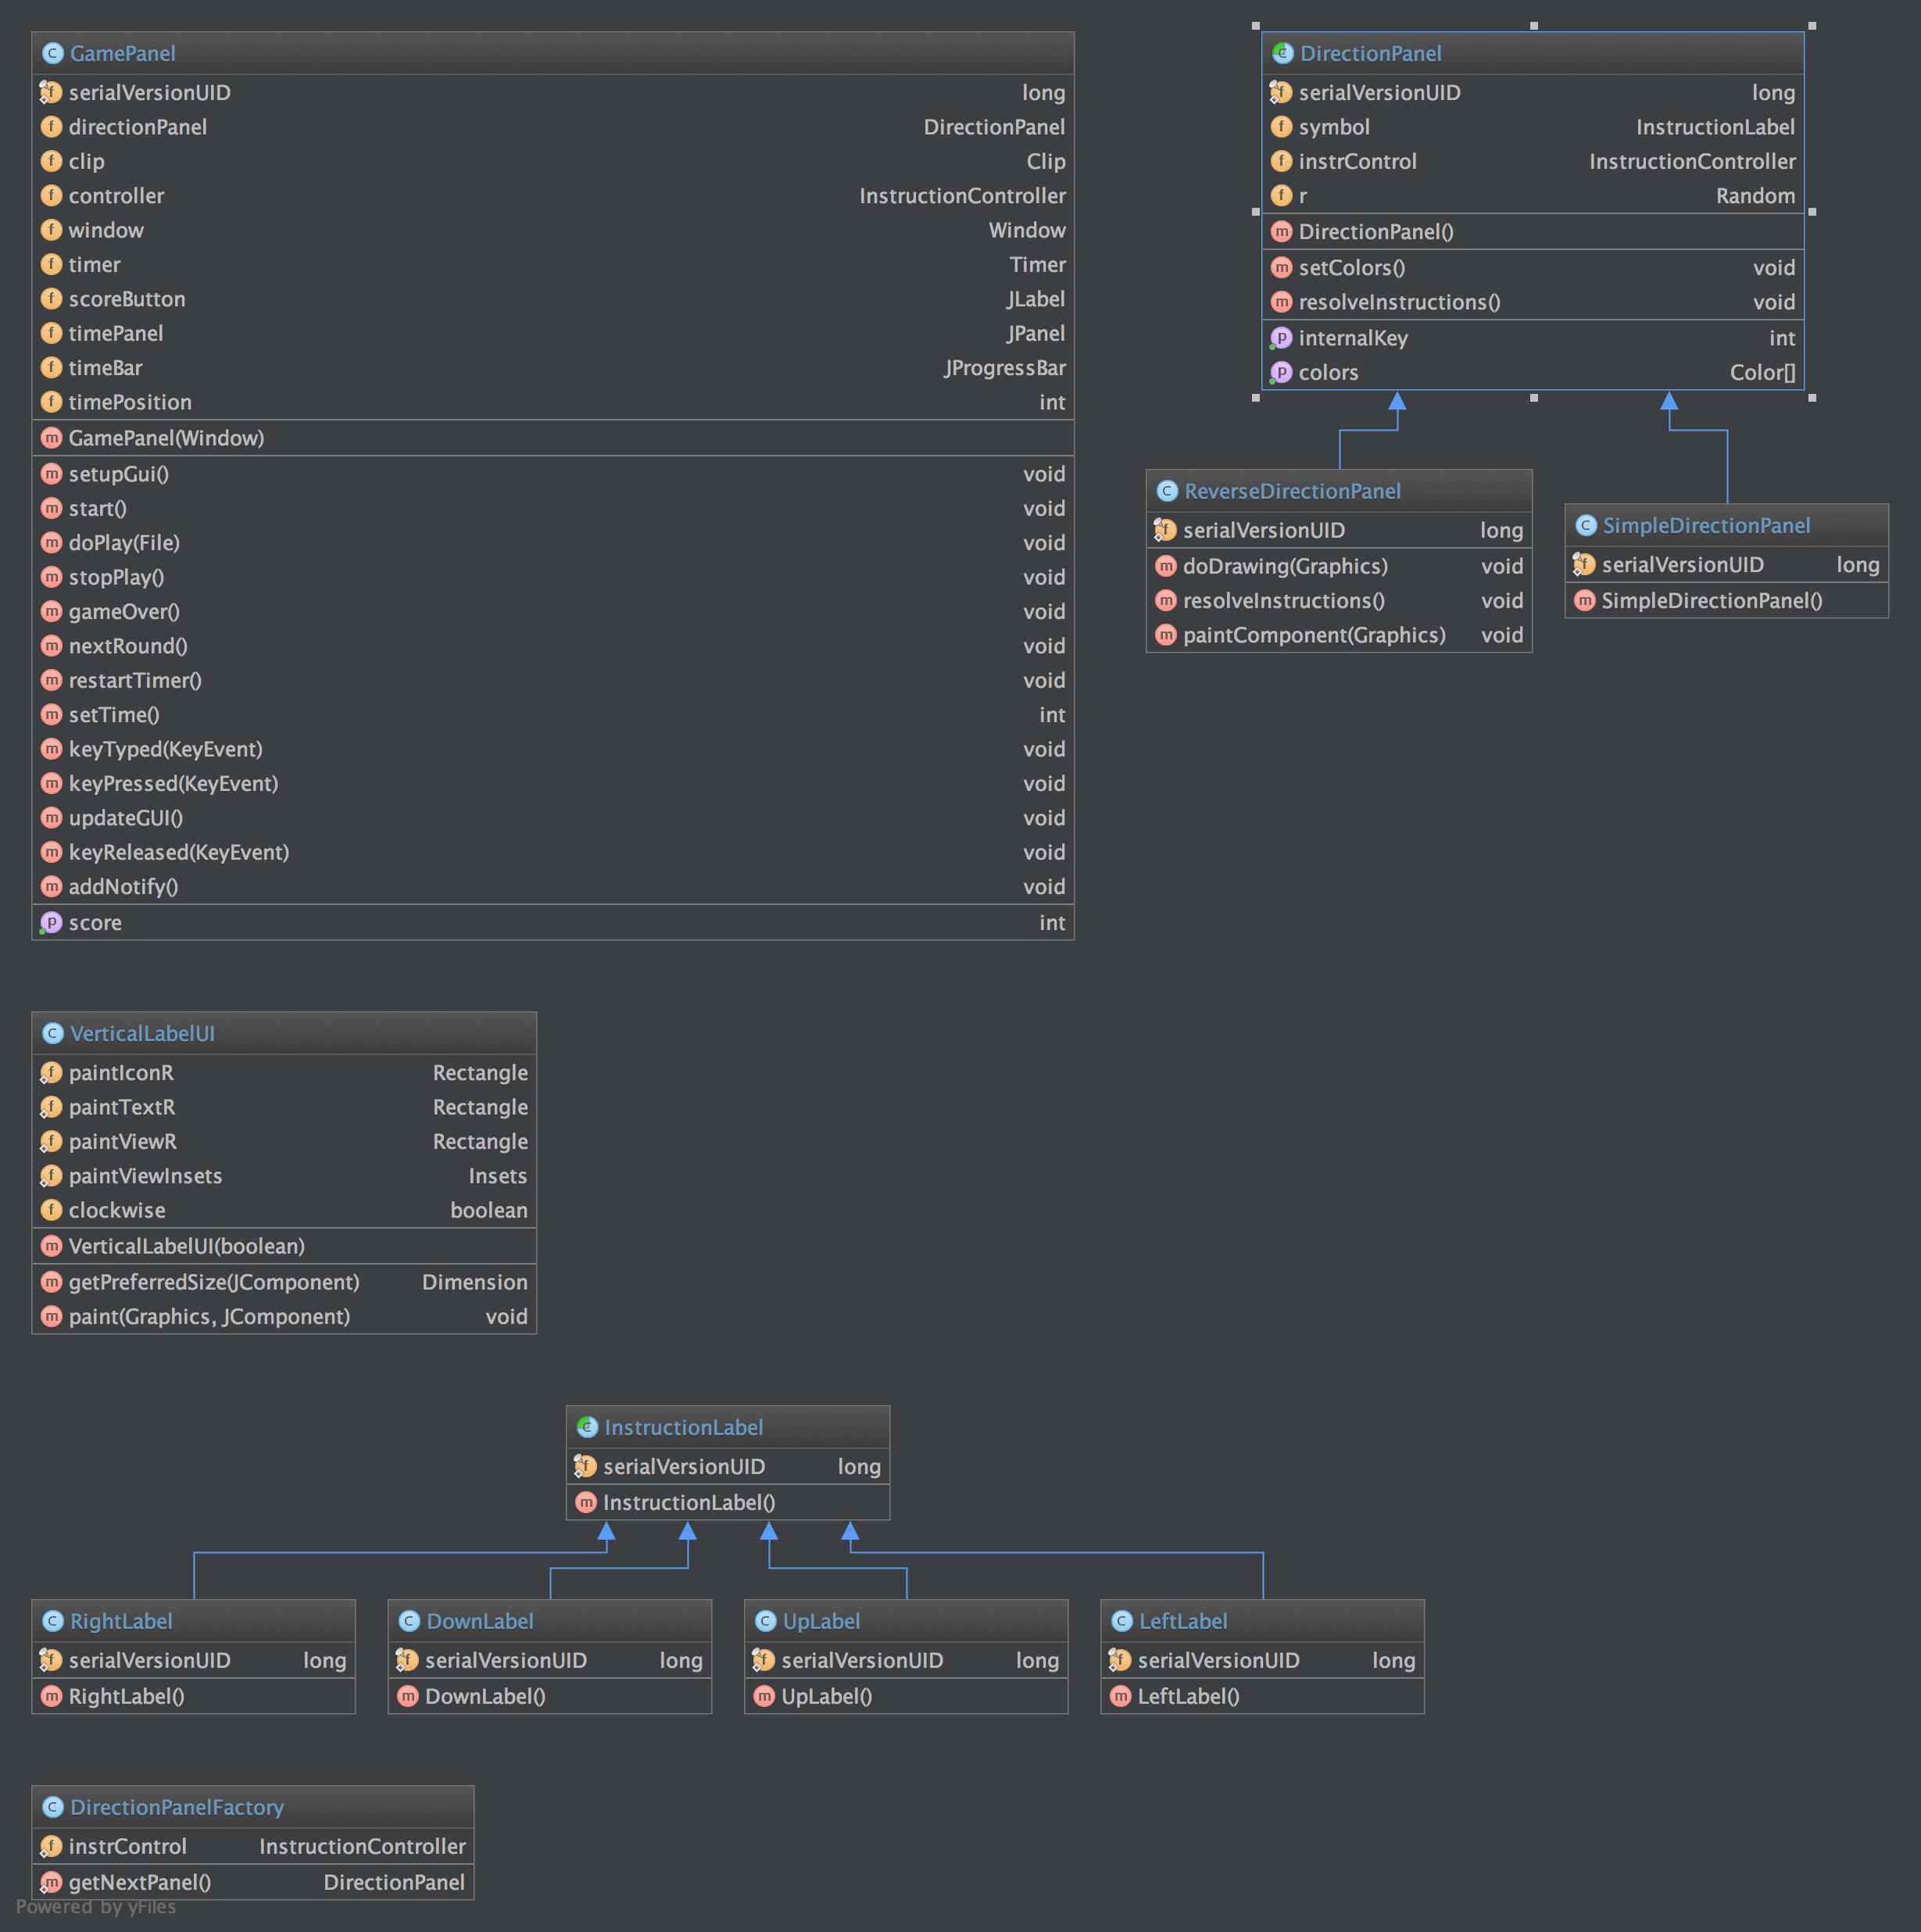 GamePanel
serialVersionUID long
directionPanel DirectionPanel
clip Clip
controller InstructionController
window Window
timer Timer
scoreButton JLabel
timePanel JPanel
timeBar JProgressBar
timePosition int
GamePanel(Window)
setupGui() void
start() void
doPlay(File) void
stopPlay() void
gameOver() void
nextRound() void
restartTimer() void
setTime() int
keyTyped(KeyEvent) void
keyPressed(KeyEvent) void
updateGUI() void
keyReleased(KeyEvent) void
addNotify() void
score int
DirectionPanel
serialVersionUID long
symbol InstructionLabel
instrControl InstructionController
r Random
DirectionPanel()
setColors() void
resolveInstructions() void
internalKey int
colors Color[]
ReverseDirectionPanel
serialVersionUID long
doDrawing(Graphics) void
resolveInstructions() void
paintComponent(Graphics) void
SimpleDirectionPanel
serialVersionUID long
SimpleDirectionPanel()
VerticalLabelUI
paintIconR Rectangle
paintTextR Rectangle
paintViewR Rectangle
paintViewInsets Insets
clockwise boolean
VerticalLabelUI(boolean)
getPreferredSize(JComponent) Dimension
paint(Graphics, JComponent) void
InstructionLabel
serialVersionUID long
InstructionLabel()
RightLabel
serialVersionUID long
RightLabel()
DownLabel
serialVersionUID long
DownLabel()
UpLabel
serialVersionUID long
UpLabel()
LeftLabel
serialVersionUID long
LeftLabel()
DirectionPanelFactory
instrControl InstructionController
getNextPanel() DirectionPanel
Powered by yFiles